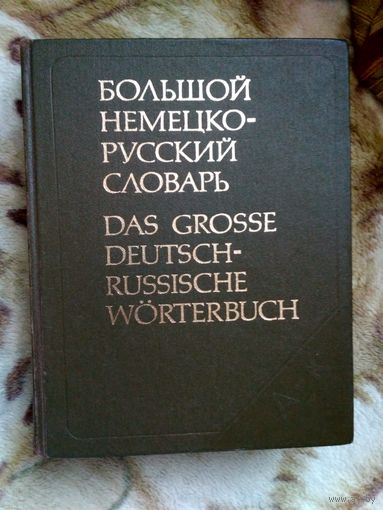 БОЛЬШОЙ
НЕМЕЦКО-
РУССКИЙ
СЛОВАРЬ
DAS GROSSE
DEUTSCH-
RUSSISCHE
WÖRTERBUCH